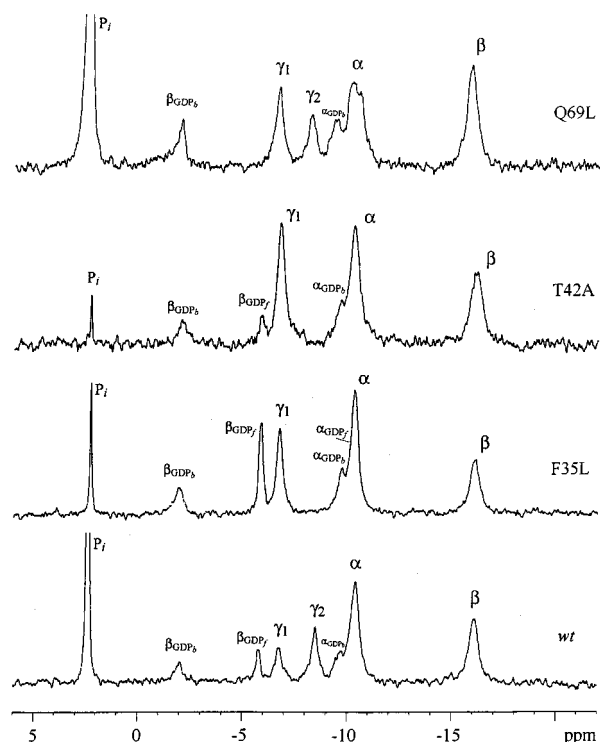 Pi
βGDPb
γ1
γ2
αGDPb
α
β
Q69L
Pi
βGDPb
βGDPf
γ1
αGDPb
α
β
T42A
Pi
βGDPb
βGDPf
γ1
αGDPf
αGDPb
α
β
F35L
Pi
βGDPb
βGDPf
γ1
γ2
αGDPb
α
β
wt
5 0 -5 -10 -15 ppm